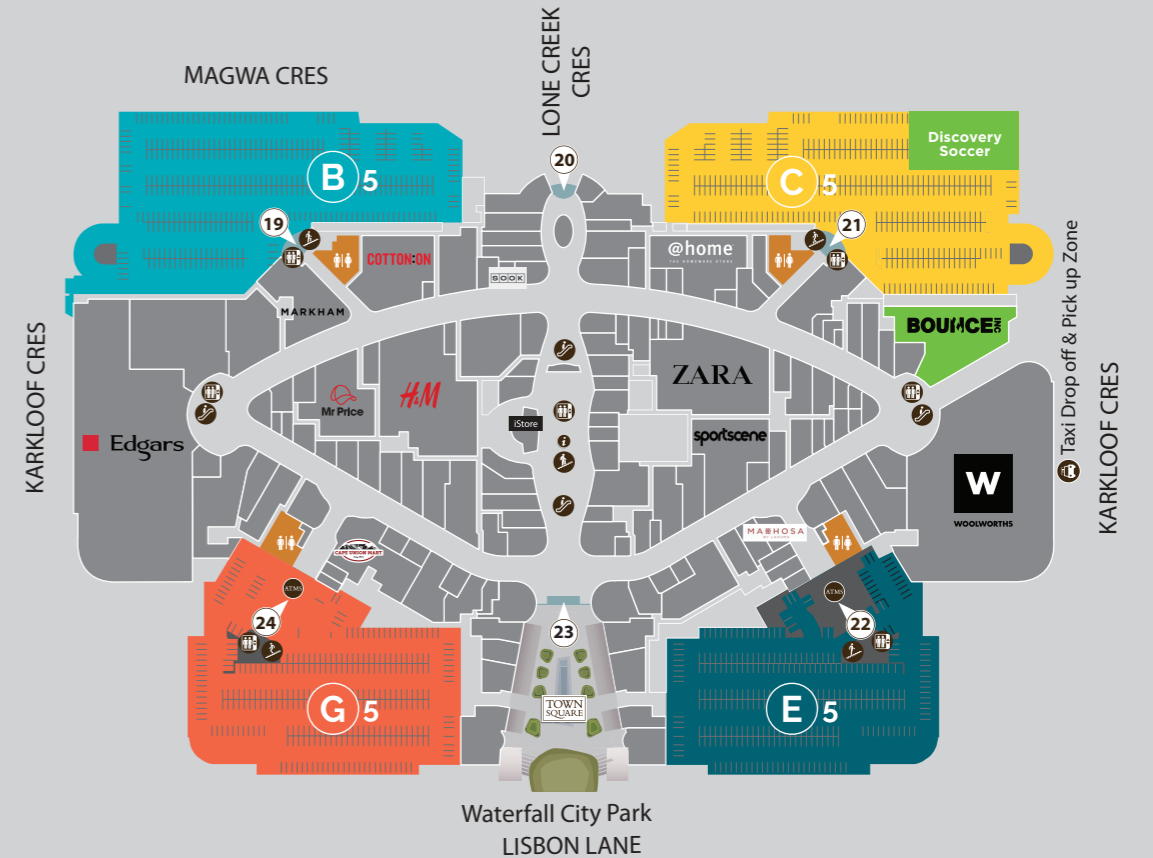 MAGWA CRES
LONE CREEK
CRES
20
Discovery
Soccer
B 5
C 5
19
21
COTTON:ON
@home
THE HOMEWARE STORE
SOOK
MARKHAM
BOUNCE INC
Taxi Drop off & Pick up Zone
KARKLOOF CRES
KARKLOOF CRES
ZARA
H&M
Mr Price
iStore
i
sportscene
Edgars
W
WOOLWORTHS
MAXHOSA
CAPE UNION MART
ATMS
ATMS
24
23
22
G 5
E 5
TOWN
SQUARE
Waterfall City Park
LISBON LANE